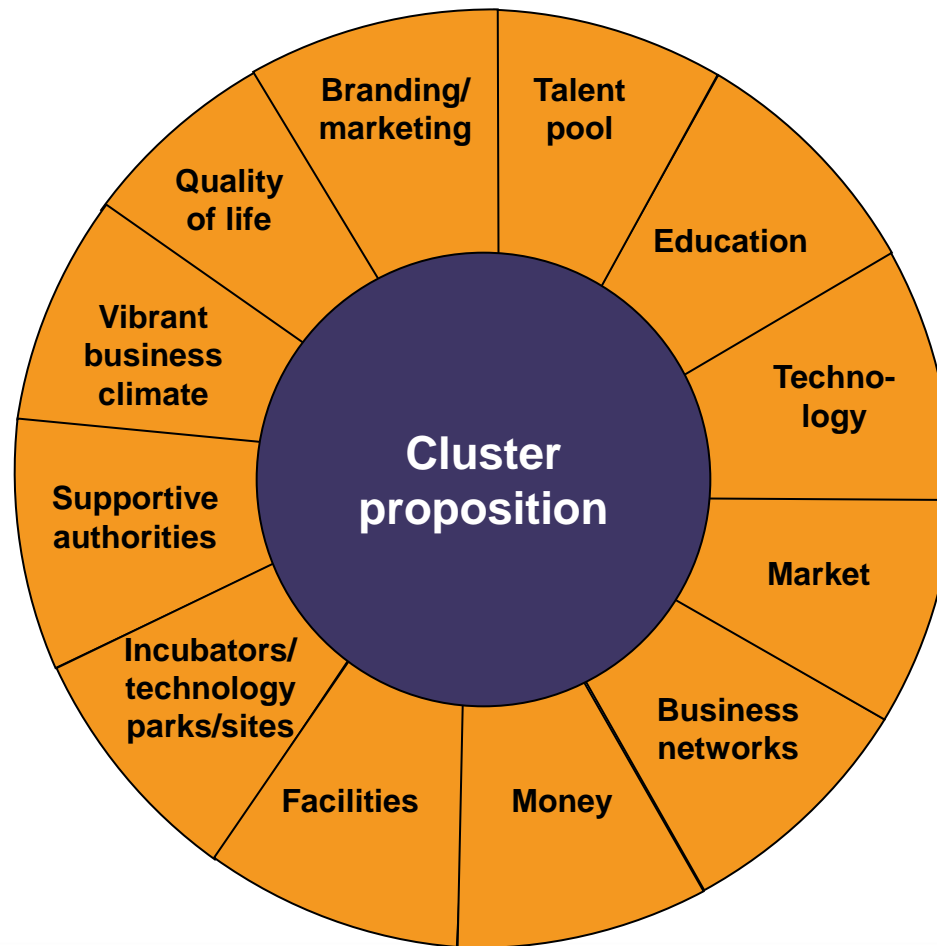 Branding/
marketing
Talent
pool
Education
Techno-
logy
Market
Business
networks
Money
Facilities
Incubators/
technology
parks/sites
Supportive
authorities
Vibrant
business
climate
Quality
of life
Cluster
proposition